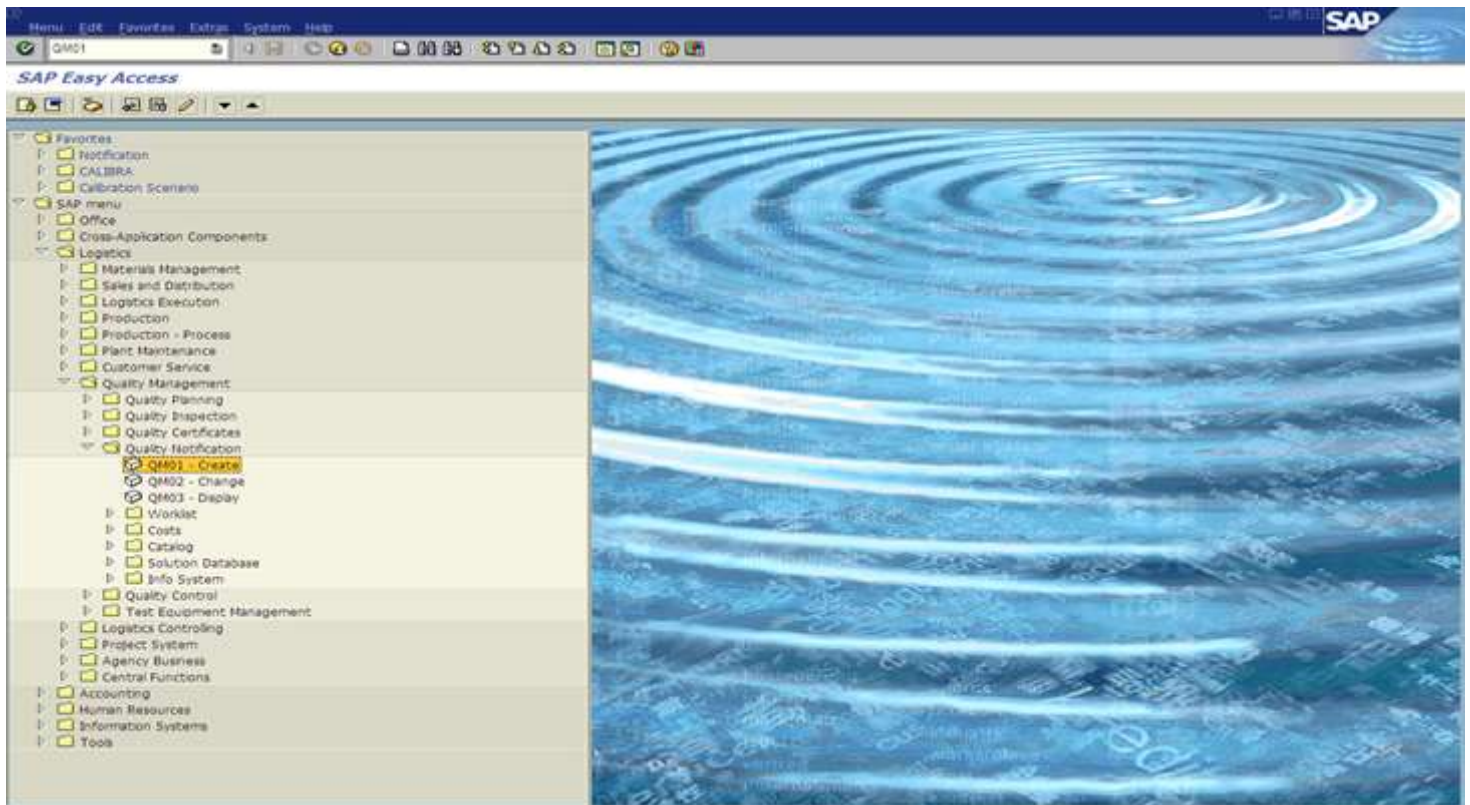 Menu Edit Favorites Extras System Help
SAP
QM01
SAP Easy Access
Favorites
Notification
CALIBRA
Calibration Scenario
SAP menu
Office
Cross-Application Components
Logistics
Materials Management
Sales and Distribution
Logistics Execution
Production
Production - Process
Plant Maintenance
Customer Service
Quality Management
Quality Planning
Quality Inspection
Quality Certificates
Quality Notification
QM01 - Create
QM02 - Change
QM03 - Display
Worklist
Costs
Catalog
Solution Database
Info System
Quality Control
Test Equipment Management
Logistics Controlling
Project System
Agency Business
Central Functions
Accounting
Human Resources
Information Systems
Tools